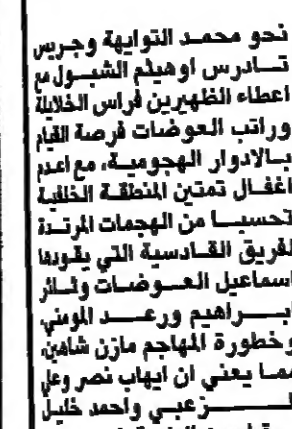 نحو محمد التوايهة وجريس
تادرس او هيثم الشبول مع
اعطاء الظهيرين فراس الخلايلة
وراتب العوضات فرصة القيام
بالادوار الهجومية، مع اعدم
اغفال تمتين المنطقة الخلفية
تحسبا من الهجمات المرتدة
لفريق القادسية التي يقودها
اسماعيل العوضات وثائر
ابراهيم ورعد المومني،
وخطورة المهاجم مازن شاهين،
مما يعني ان ايهاب نصر وعلي
الزعبي واحمد خليل